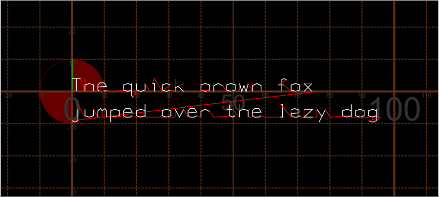 The quick brown fox
jumped over the lazy dog
0 50 100